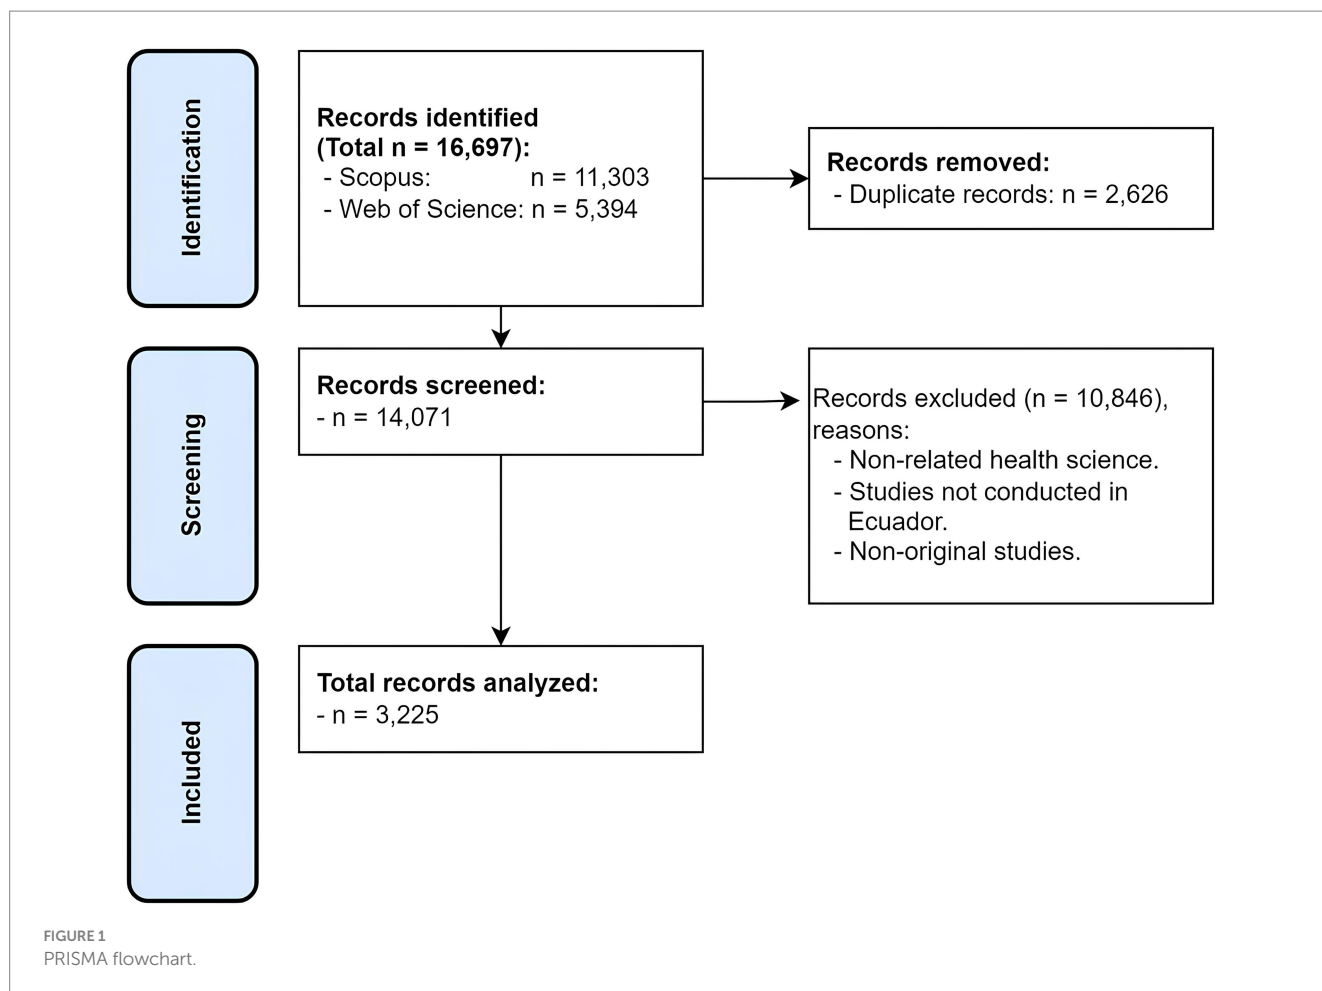 Identification
Records identified
(Total n = 16,697):
- Scopus: n = 11,303
- Web of Science: n = 5,394
Records removed:
- Duplicate records: n = 2,626
Screening
Records screened:
- n = 14,071
Records excluded (n = 10,846),
reasons:
- Non-related health science.
- Studies not conducted in
Ecuador.
- Non-original studies.
Included
Total records analyzed:
- n = 3,225
FIGURE 1
PRISMA flowchart.